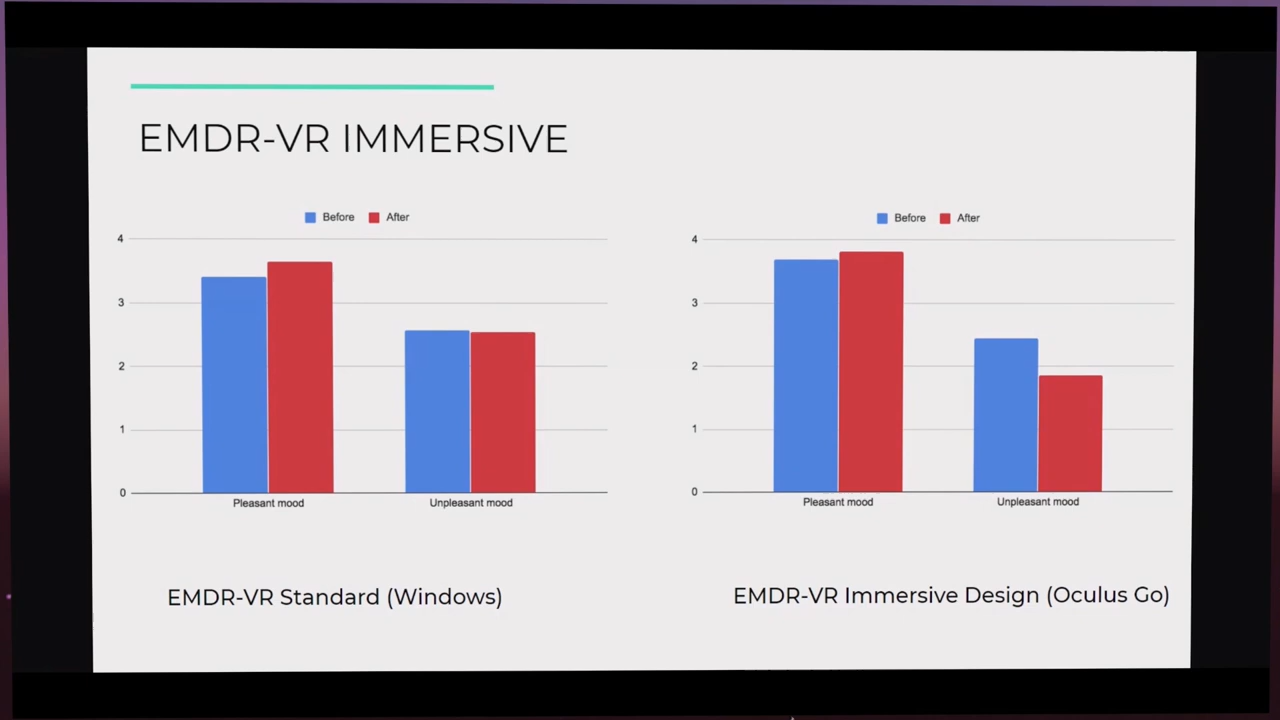 EMDR-VR IMMERSIVE
Before After
4
3
2
1
0
Pleasant mood Unpleasant mood
EMDR-VR Standard (Windows)
Before After
4
3
2
1
0
Pleasant mood Unpleasant mood
EMDR-VR Immersive Design (Oculus Go)